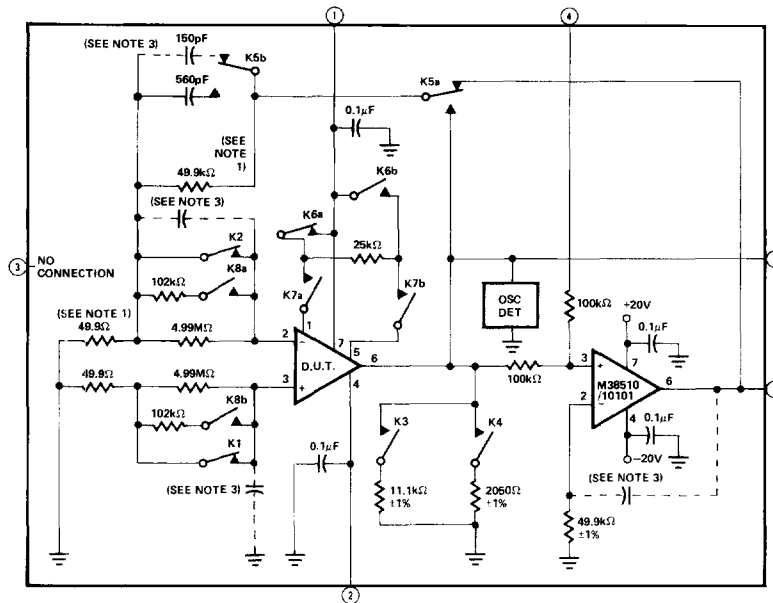 1
4
(SEE NOTE 3)
150pF
K5b
560pF
K5a
0.1μF
(SEE
NOTE
1)
49.9kΩ
K6b
(SEE NOTE 3)
K6a
K2
25kΩ
3
NO
CONNECTION
K8a
102kΩ
K7a
K7b
OSC
DET
100kΩ
+20V
(SEE NOTE 1)
49.9Ω
4.99MΩ
0.1μF
2
−
1
7
5
D.U.T.
6
49.9Ω
4.99MΩ
3
+
4
100kΩ
3
+
7
M38510
/10101
6
2
−
4
102kΩ
K8b
K1
0.1μF
K3
K4
0.1μF
−20V
(SEE NOTE 3)
(SEE NOTE 3)
11.1kΩ
±1%
2050Ω
±1%
49.9kΩ
±1%
2